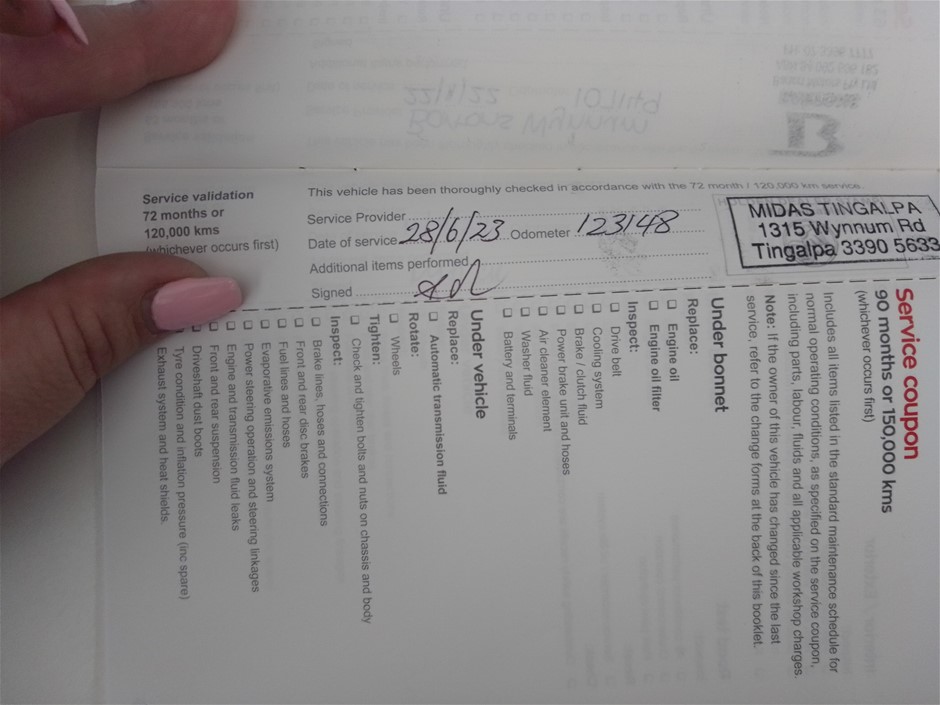 Service validation
72 months or
120,000 kms
(whichever occurs first)
This vehicle has been thoroughly checked in accordance with the 72 month / 120,000 km service.
Service Provider
Date of service 28/6/23 Odometer 123148
Additional items performed
Signed
MIDAS TINGALPA
1315 Wynnum Rd
Tingalpa 3390 5633
Service coupon
90 months or 150,000 kms
(whichever occurs first)
Includes all items listed in the standard maintenance schedule for
normal operating conditions, as specified on the service coupon,
including parts, labour, fluids and all applicable workshop charges.
Note: If the owner of this vehicle has changed since the last
service, refer to the change forms at the back of this booklet.
Under bonnet
Replace:
☐ Engine oil
☐ Engine oil filter
Inspect:
☐ Drive belt
☐ Cooling system
☐ Brake / clutch fluid
☐ Power brake unit and hoses
☐ Air cleaner element
☐ Washer fluid
☐ Battery and terminals
Under vehicle
Replace:
☐ Automatic transmission fluid
Rotate:
☐ Wheels
Tighten:
☐ Check and tighten bolts and nuts on chassis and body
Inspect:
☐ Brake lines, hoses and connections
☐ Front and rear disc brakes
☐ Fuel lines and hoses
☐ Evaporative emissions system
☐ Power steering operation and steering linkages
☐ Engine and transmission fluid leaks
☐ Front and rear suspension
☐ Driveshaft dust boots
Tyre condition and inflation pressure (inc spare)
Exhaust system and heat shields.